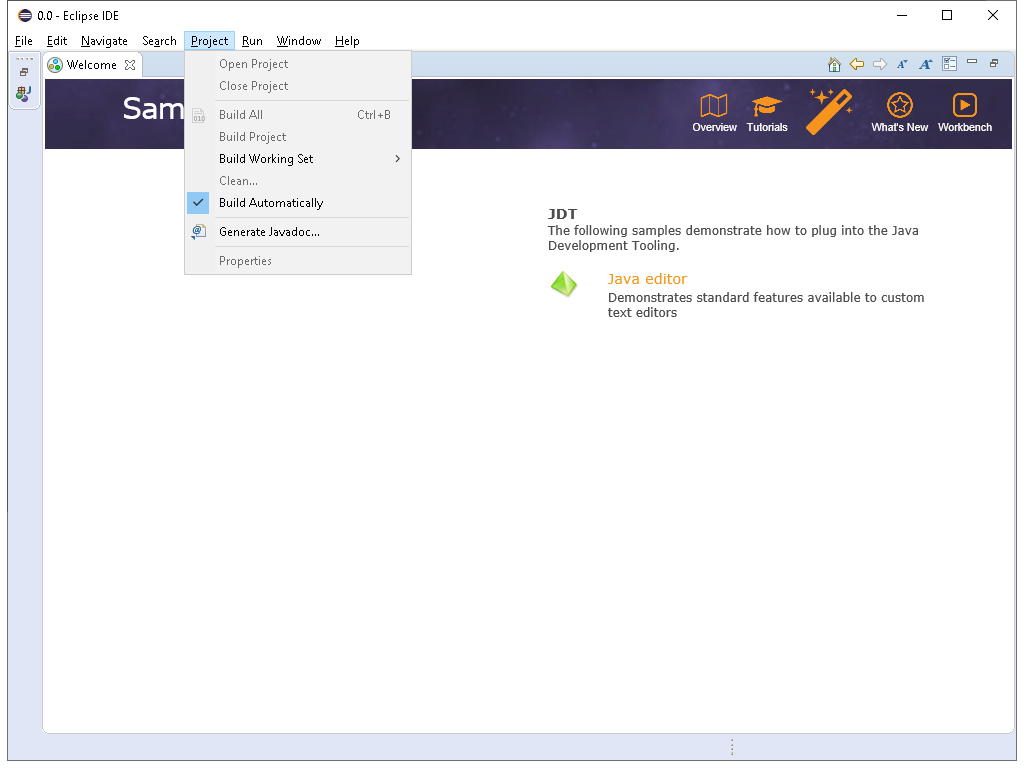 0.0 - Eclipse IDE
File Edit Navigate Search Project Run Window Help
Welcome
Open Project
Close Project
Build All Ctrl+B
Build Project
Build Working Set
Clean...
Build Automatically
Generate Javadoc...
Properties
Sam
Overview Tutorials What's New Workbench
JDT
The following samples demonstrate how to plug into the Java
Development Tooling.
Java editor
Demonstrates standard features available to custom
text editors